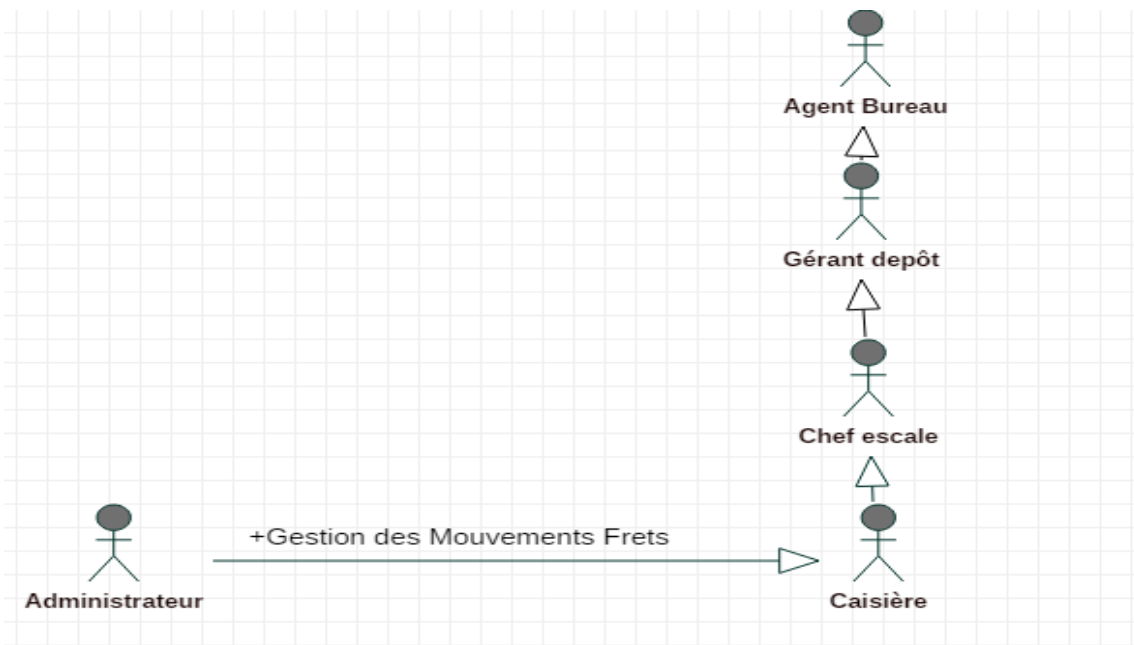 Agent Bureau
Gérant depôt
Chef escale
+Gestion des Mouvements Frets
Administrateur
Caisière